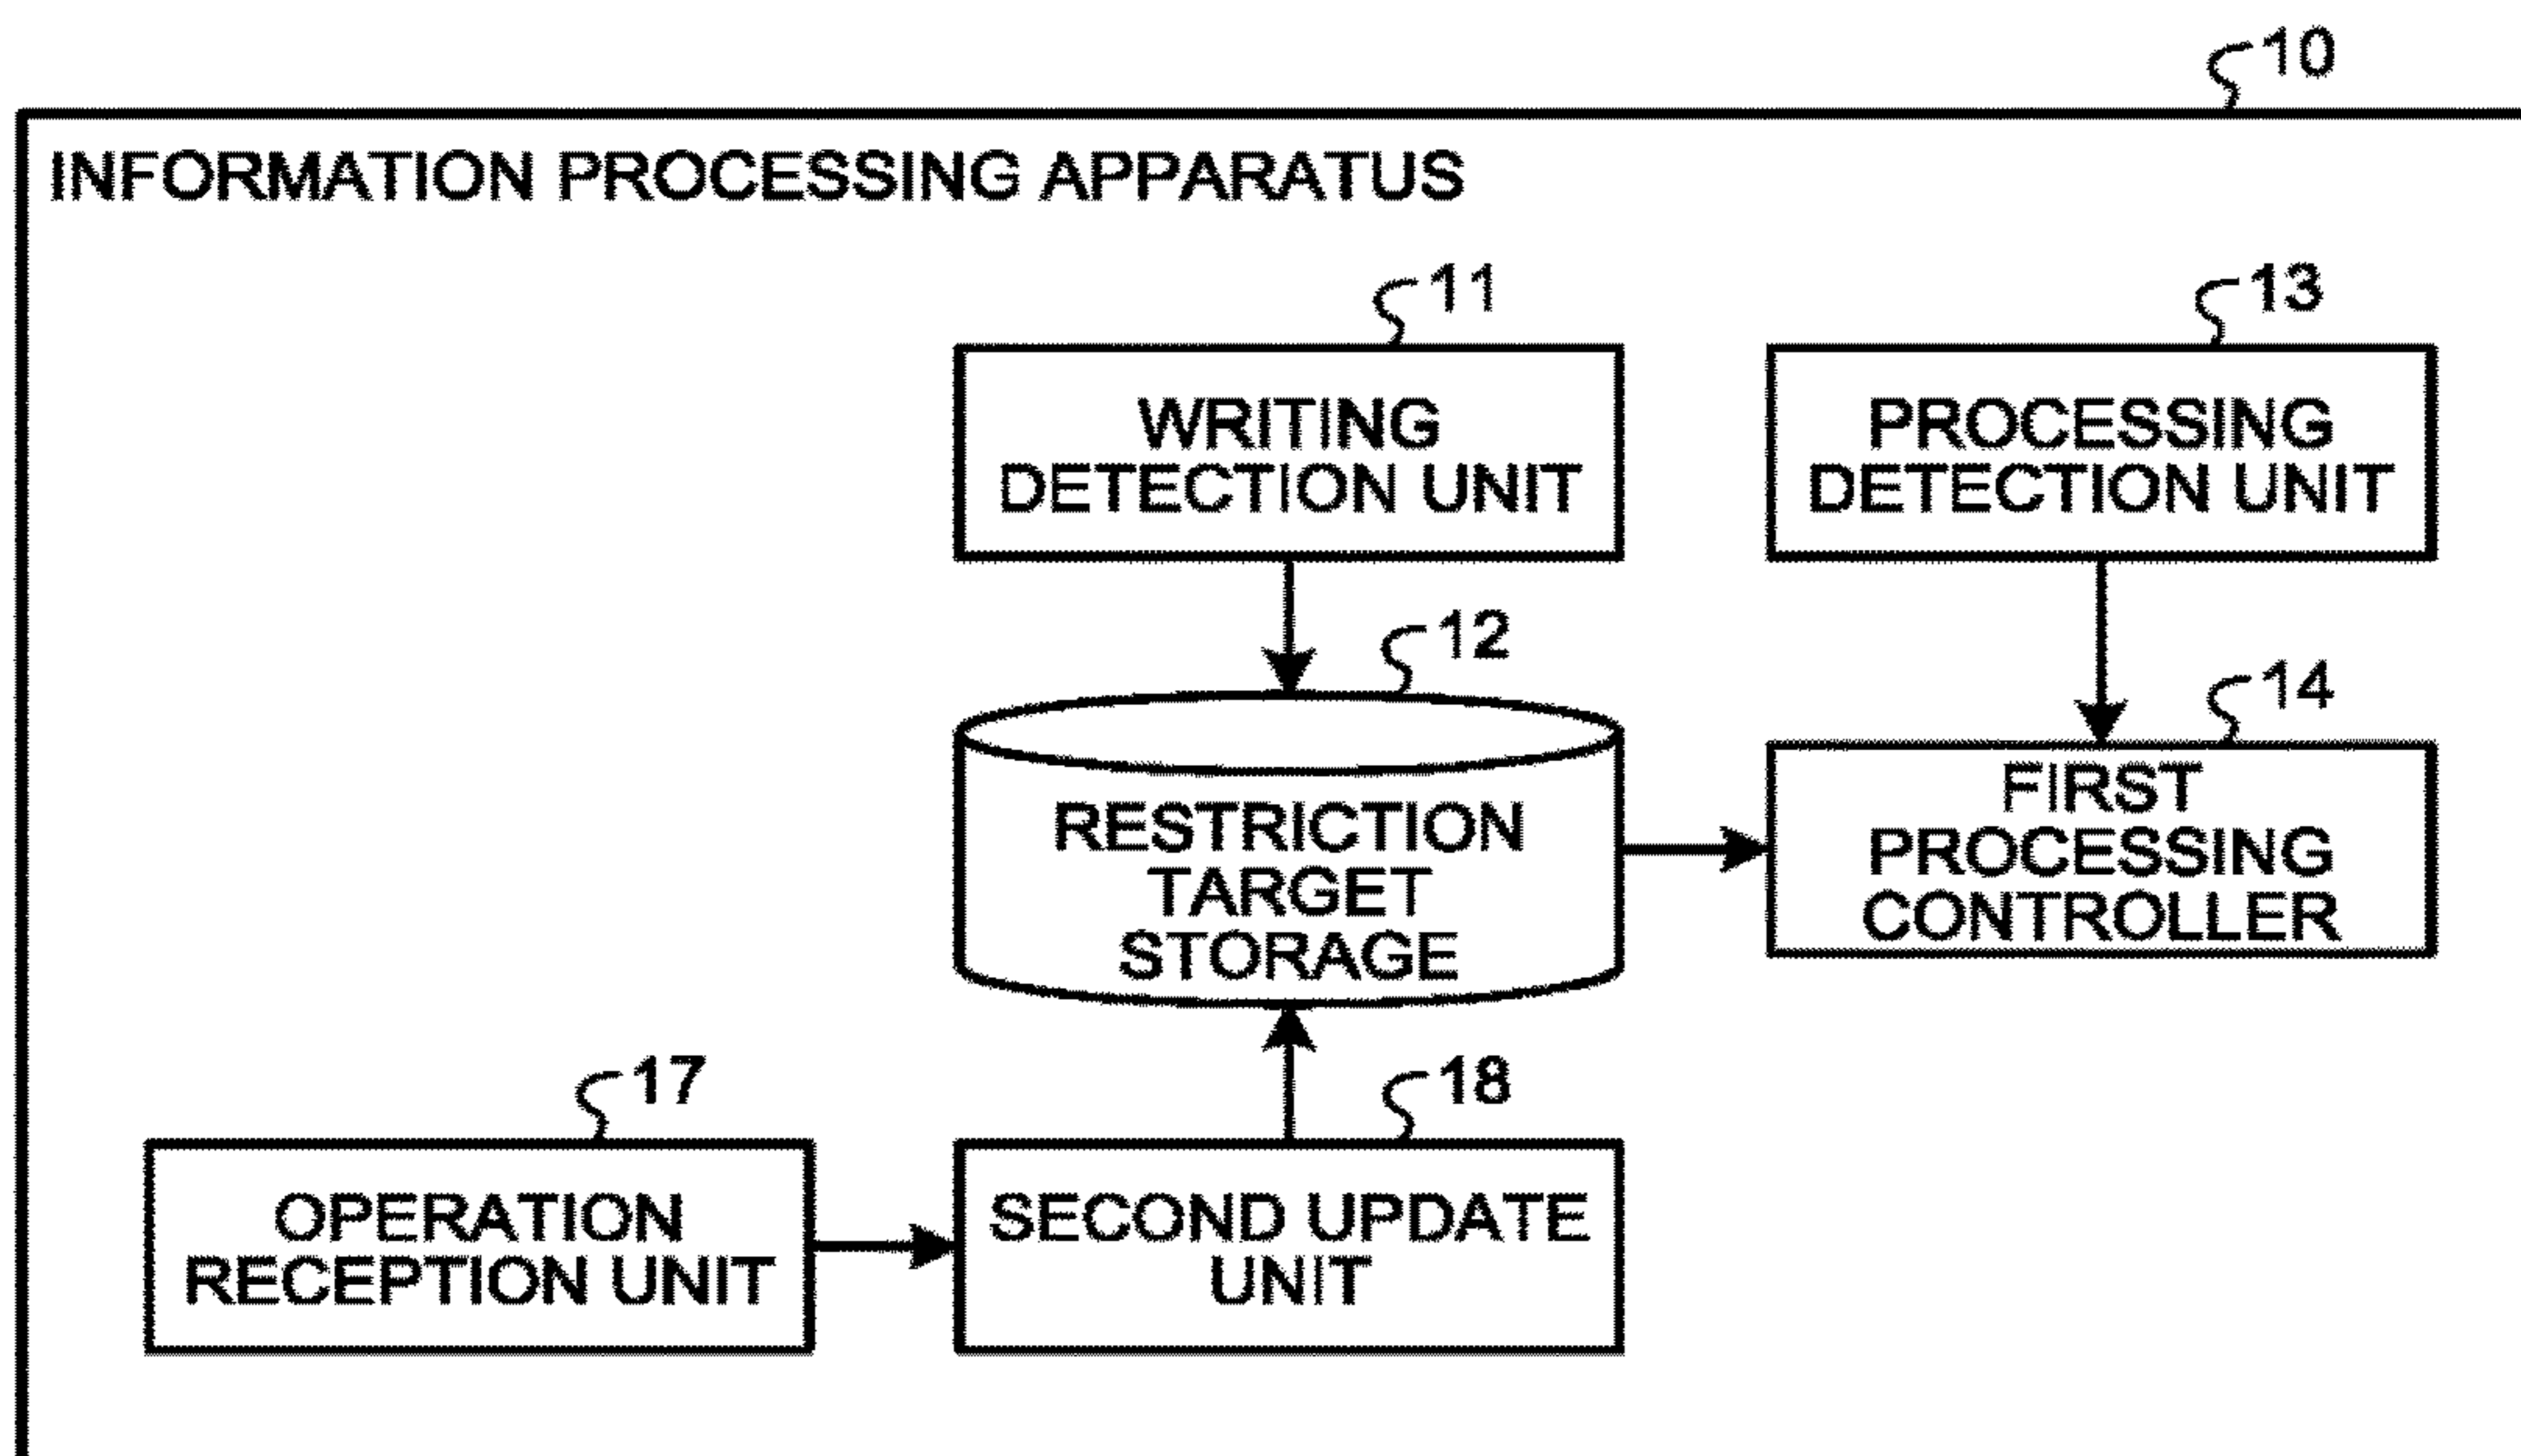 10
INFORMATION PROCESSING APPARATUS
11
13
WRITING
DETECTION UNIT
PROCESSING
DETECTION UNIT
12
14
RESTRICTION
TARGET
STORAGE
FIRST
PROCESSING
CONTROLLER
17
18
OPERATION
RECEPTION UNIT
SECOND UPDATE
UNIT